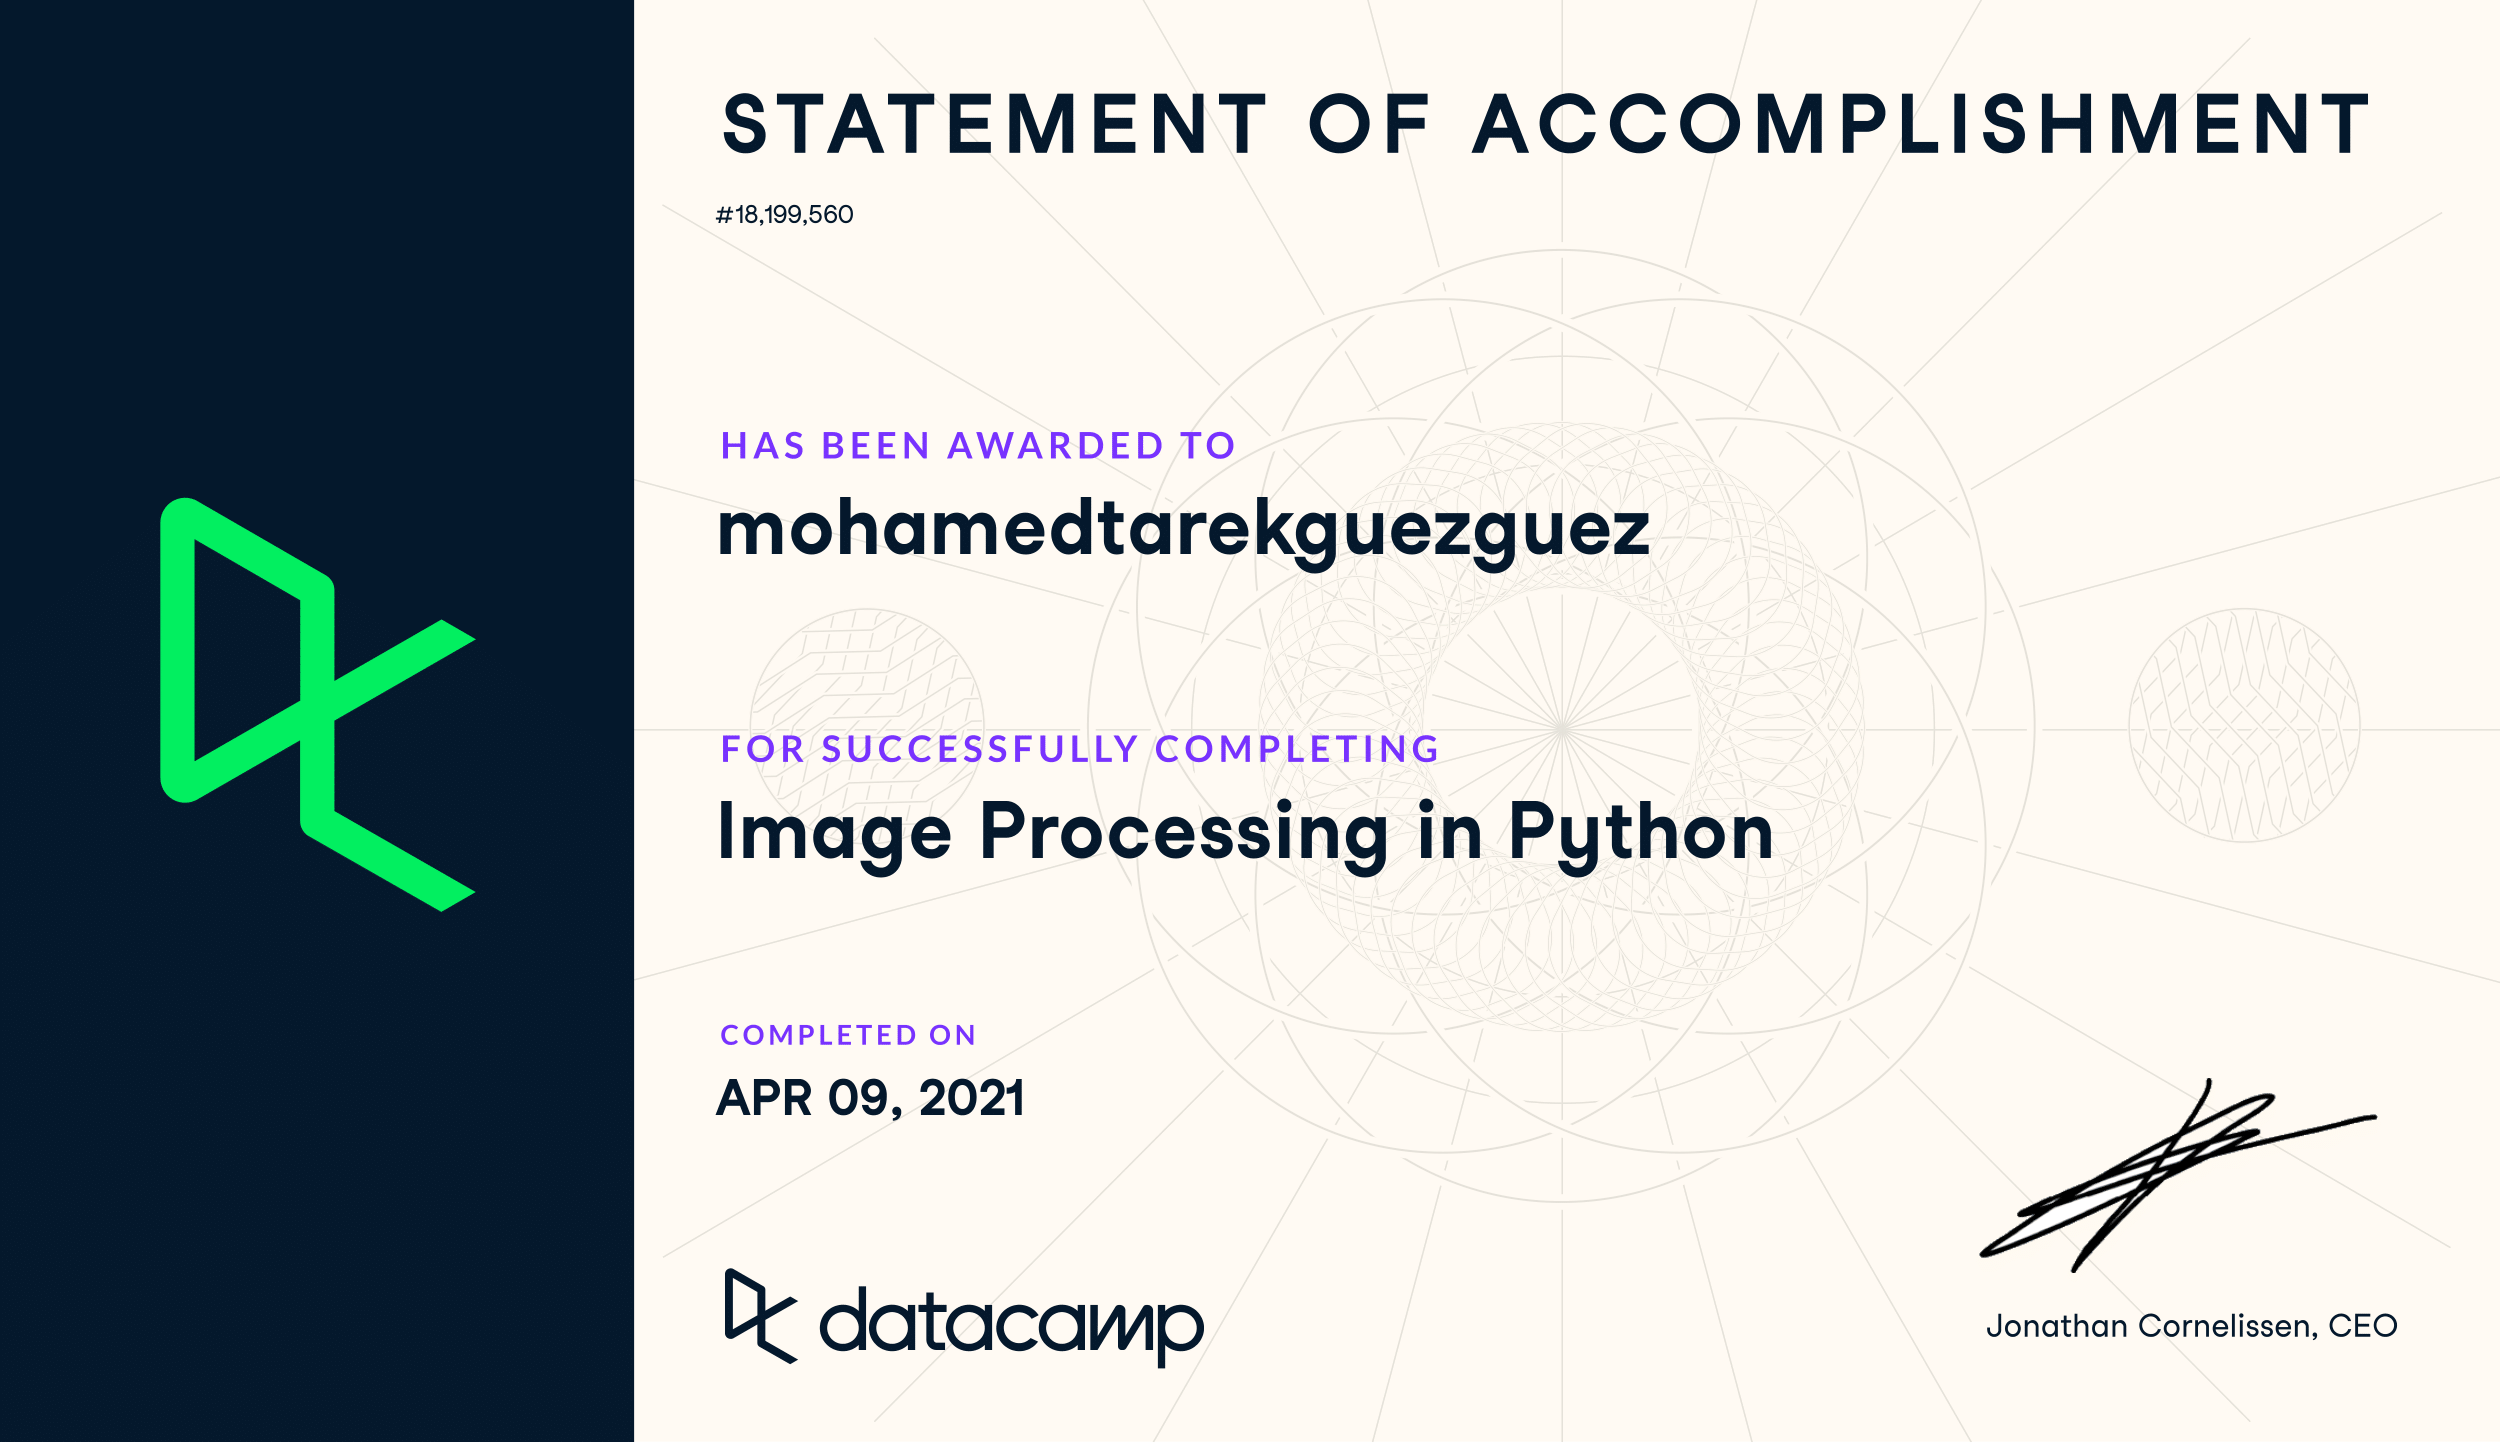 STATEMENT OF ACCOMPLISHMENT
#18,199,560
HAS BEEN AWARDED TO
mohamedtarekguezguez
FOR SUCCESSFULLY COMPLETING
Image Processing in Python
COMPLETED ON
APR 09, 2021
datacamp
Jonathan Cornelissen, CEO